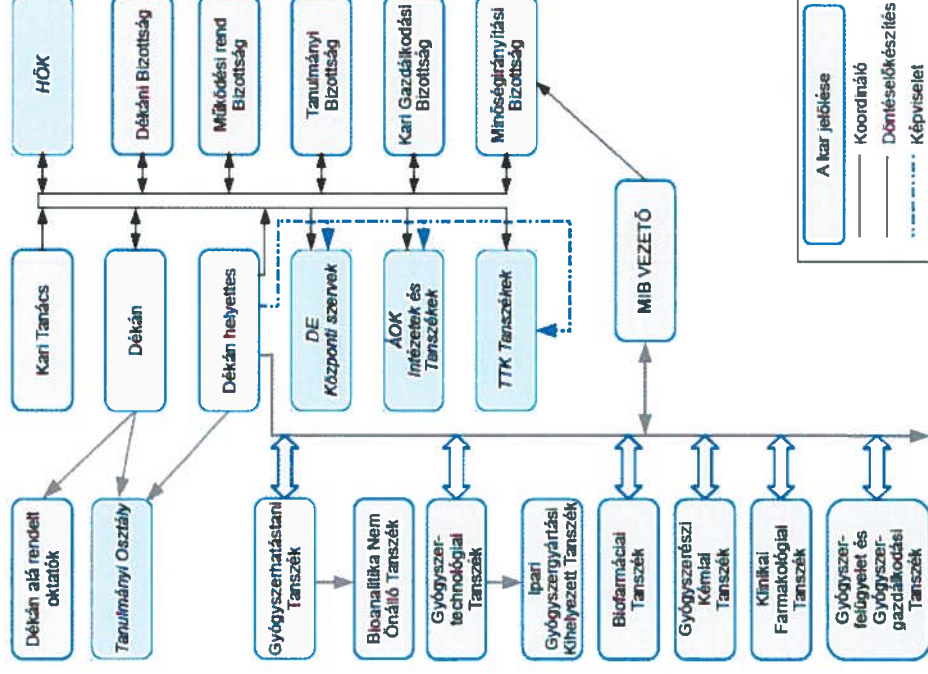 HÖK
Dékáni Bizottság
Működési rend
Bizottság
Tanulmányi
Bizottság
Kari Gazdálkodási
Bizottság
Minőségirányítási
Bizottság
Kari Tanács
Dékán
Dékán helyettes
DE
Központi szervek
ÁOK
Intézetek és
Tanszékek
TTK Tanszékek
MIB VEZETŐ
Dékán alá rendelt
oktatók
Tanulmányi Osztály
Gyógyszerhatástani
Tanszék
Bioanalitika Nem
Önálló Tanszék
Gyógyszer-
technológiai
Tanszék
Ipari
Gyógyszergyártási
Kihelyezett Tanszék
Biofarmáciai
Tanszék
Gyógyszerészi
Kémiai
Tanszék
Klinikai
Farmakológiai
Tanszék
Gyógyszer-
felügyelet és
Gyógyszer-
gazdálkodási
Tanszék
A kar jelölése
Koordináló
Döntéselőkészítés
Képviselet